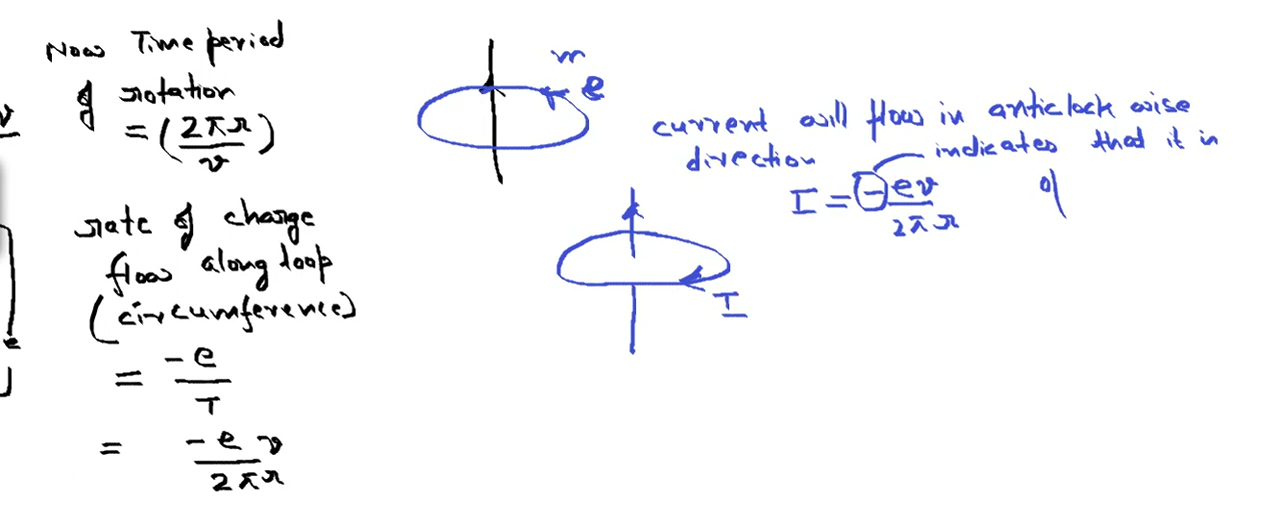 Now Time period
of rotation
= (2πr/v)
rate of charge
flow along loop
(circumference)
= -e/T
= -e v/2πr
m
e
current will flow in anticlock wise
direction
indicates that it is
I = -ev/2πr
of
I
v
e